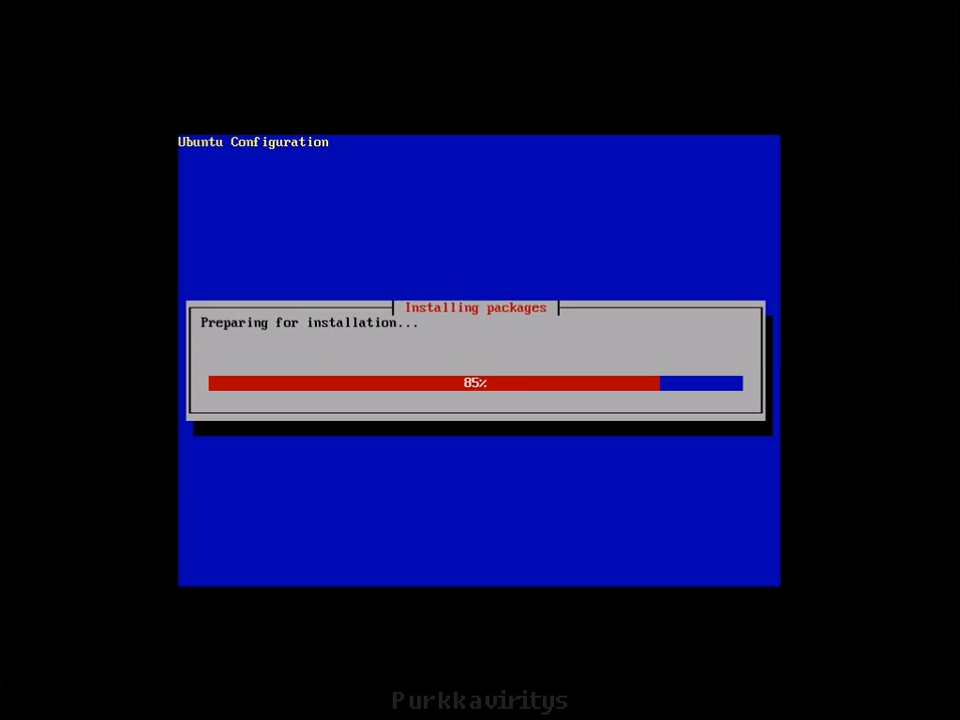 Ubuntu Configuration
Installing packages
Preparing for installation...
85%
Purkkaviritys